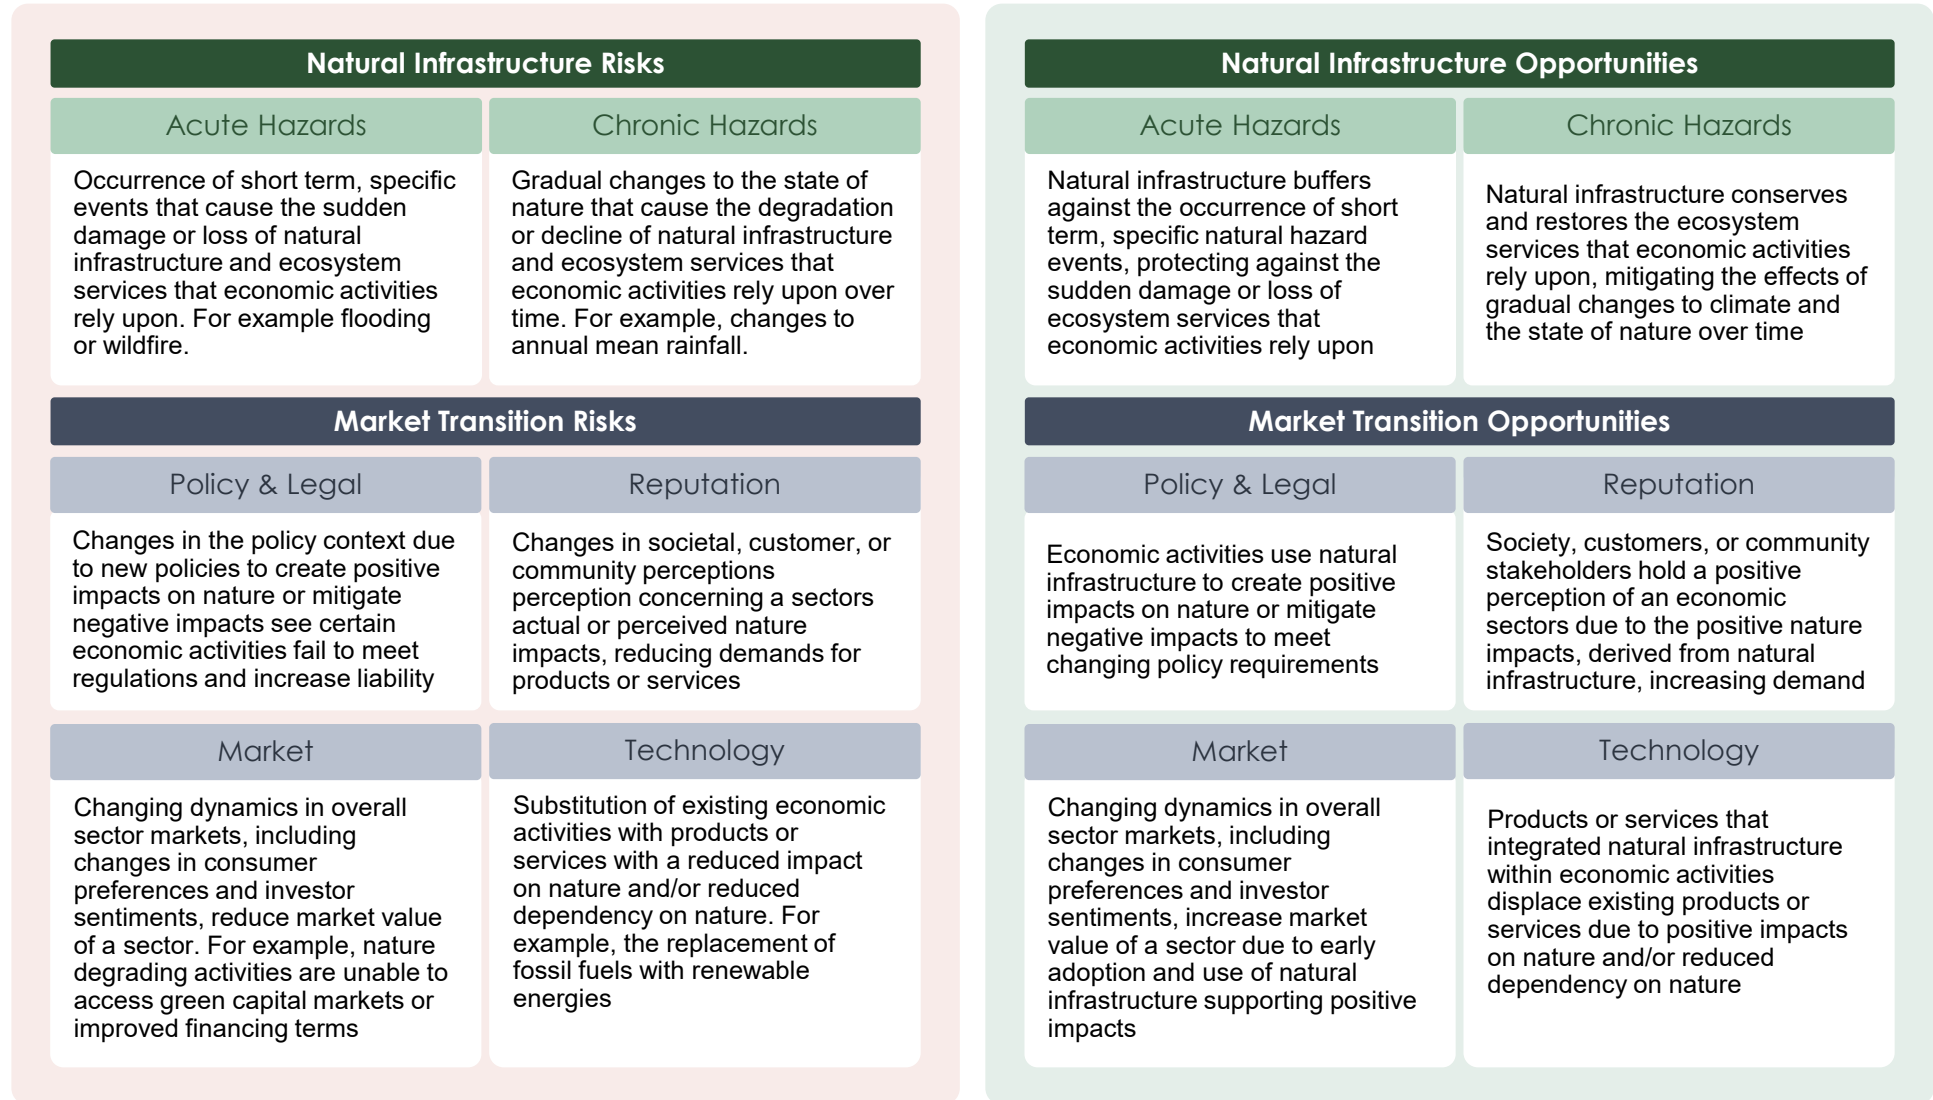 Natural Infrastructure Risks
Acute Hazards
Occurrence of short term, specific
events that cause the sudden
damage or loss of natural
infrastructure and ecosystem
services that economic activities
rely upon. For example flooding
or wildfire.
Chronic Hazards
Gradual changes to the state of
nature that cause the degradation
or decline of natural infrastructure
and ecosystem services that
economic activities rely upon over
time. For example, changes to
annual mean rainfall.
Market Transition Risks
Policy & Legal
Changes in the policy context due
to new policies to create positive
impacts on nature or mitigate
negative impacts see certain
economic activities fail to meet
regulations and increase liability
Reputation
Changes in societal, customer, or
community perceptions
perception concerning a sectors
actual or perceived nature
impacts, reducing demands for
products or services
Market
Changing dynamics in overall
sector markets, including
changes in consumer
preferences and investor
sentiments, reduce market value
of a sector. For example, nature
degrading activities are unable to
access green capital markets or
improved financing terms
Technology
Substitution of existing economic
activities with products or
services with a reduced impact
on nature and/or reduced
dependency on nature. For
example, the replacement of
fossil fuels with renewable
energies
Natural Infrastructure Opportunities
Acute Hazards
Natural infrastructure buffers
against the occurrence of short
term, specific natural hazard
events, protecting against the
sudden damage or loss of
ecosystem services that
economic activities rely upon
Chronic Hazards
Natural infrastructure conserves
and restores the ecosystem
services that economic activities
rely upon, mitigating the effects of
gradual changes to climate and
the state of nature over time
Market Transition Opportunities
Policy & Legal
Economic activities use natural
infrastructure to create positive
impacts on nature or mitigate
negative impacts to meet
changing policy requirements
Reputation
Society, customers, or community
stakeholders hold a positive
perception of an economic
sectors due to the positive nature
impacts, derived from natural
infrastructure, increasing demand
Market
Changing dynamics in overall
sector markets, including
changes in consumer
preferences and investor
sentiments, increase market
value of a sector due to early
adoption and use of natural
infrastructure supporting positive
impacts
Technology
Products or services that
integrated natural infrastructure
within economic activities
displace existing products or
services due to positive impacts
on nature and/or reduced
dependency on nature